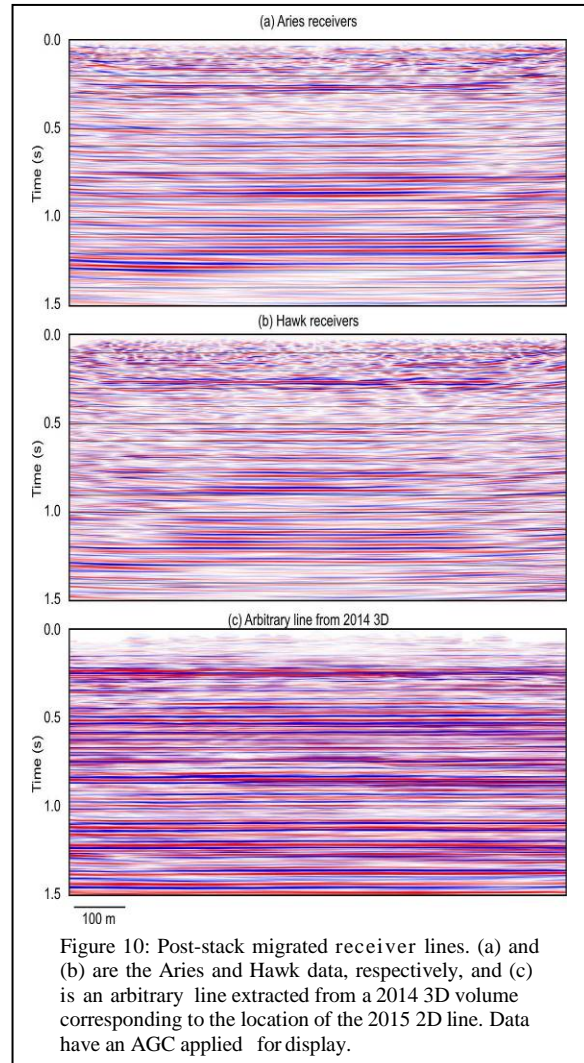 (a) Aries receivers
0.0
0.5
1.0
1.5
Time (s)
(b) Hawk receivers
0.0
0.5
1.0
1.5
Time (s)
(c) Arbitrary line from 2014 3D
0.0
0.5
1.0
1.5
Time (s)
100 m
Figure 10: Post-stack migrated receiver lines. (a) and
(b) are the Aries and Hawk data, respectively, and (c)
is an arbitrary line extracted from a 2014 3D volume
corresponding to the location of the 2015 2D line. Data
have an AGC applied for display.